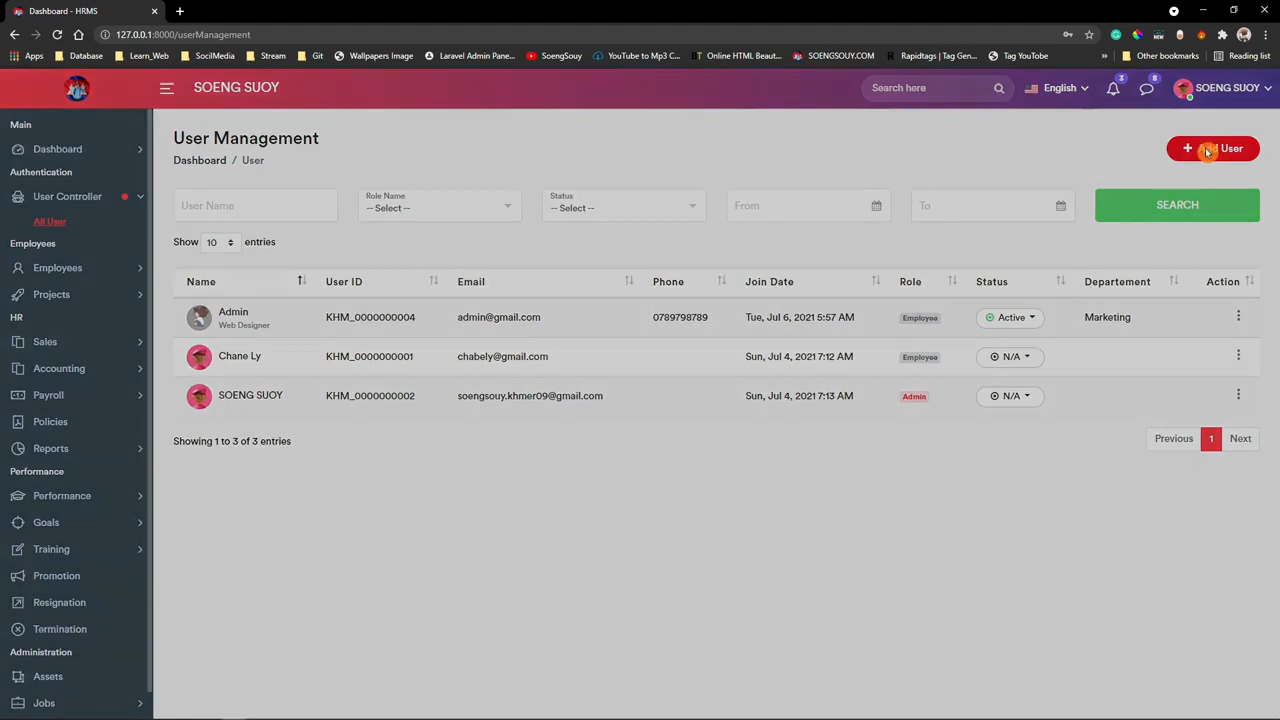 Dashboard - HRMS
127.0.0.1:8000/userManagement
Apps Database Learn_Web SocilMedia Stream Git Wallpapers Image Laravel Admin Pane... SoengSouy YouTube to Mp3 C... Online HTML Beaut... SOENGSOUY.COM Rapidtags | Tag Gen... Tag YouTube » Other bookmarks Reading list
SOENG SUOY
Search here
English
3
8
SOENG SUOY
Main
Dashboard
Authentication
User Controller
All User
Employees
Employees
Projects
HR
Sales
Accounting
Payroll
Policies
Reports
Performance
Performance
Goals
Training
Promotion
Resignation
Termination
Administration
Assets
Jobs
User Management
Dashboard / User
+ User
User Name
Role Name
-- Select --
Status
-- Select --
From
To
SEARCH
Show 10 entries
Name User ID Email Phone Join Date Role Status Departement Action
Admin
Web Designer
KHM_0000000004 admin@gmail.com 0789798789 Tue, Jul 6, 2021 5:57 AM Employee Active Marketing
Chane Ly KHM_0000000001 chabely@gmail.com Sun, Jul 4, 2021 7:12 AM Employee N/A
SOENG SUOY KHM_0000000002 soengsouy.khmer09@gmail.com Sun, Jul 4, 2021 7:13 AM Admin N/A
Showing 1 to 3 of 3 entries
Previous 1 Next